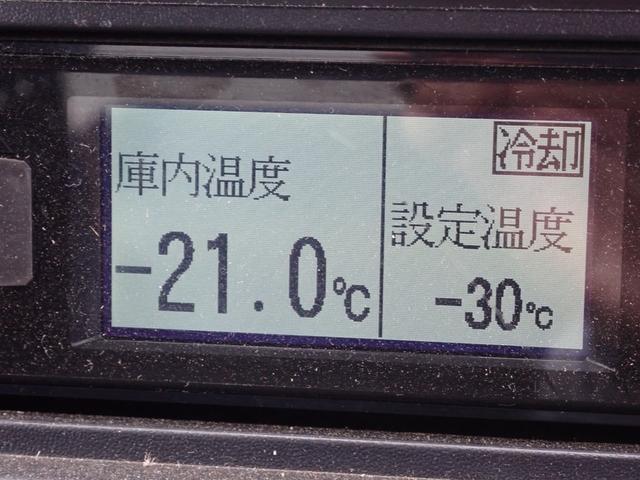 庫内温度
-21.0℃
冷却
設定温度
-30℃